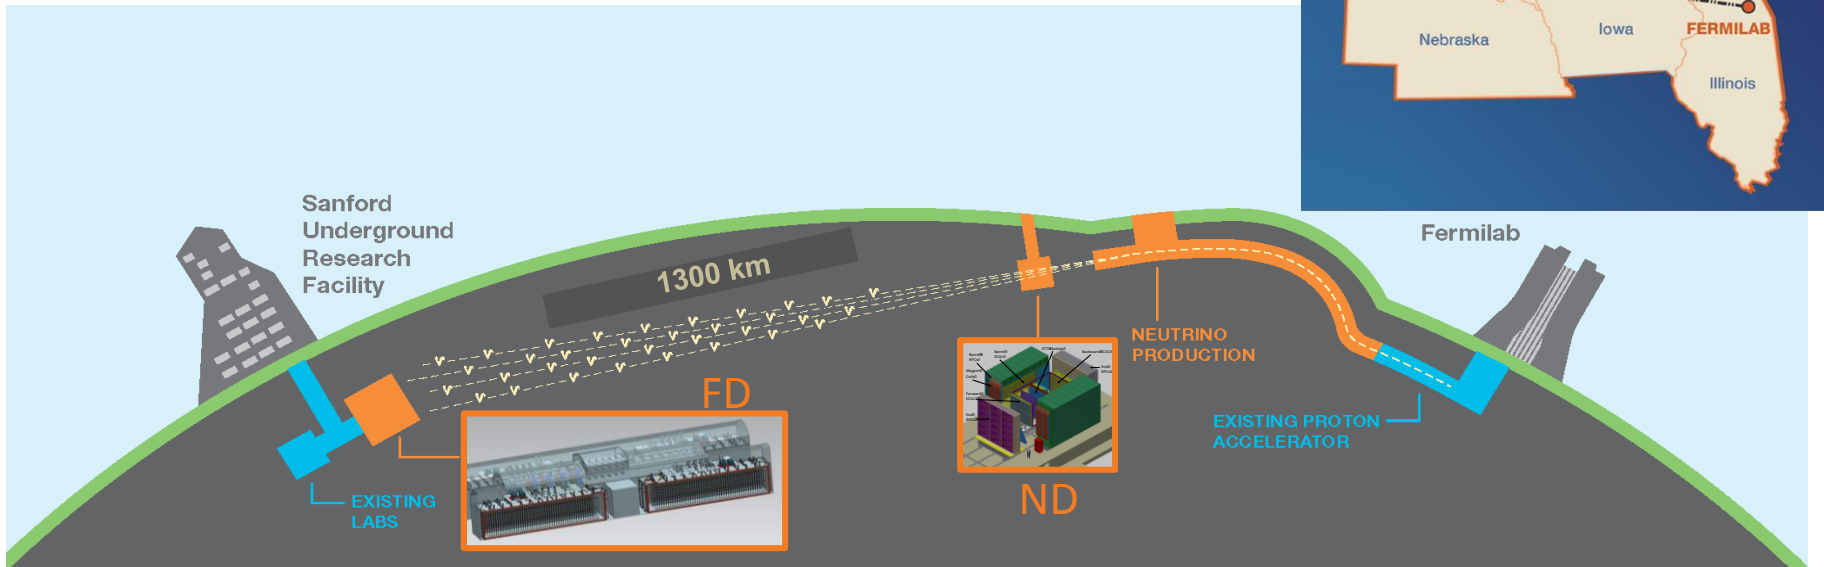 Nebraska
Iowa
FERMILAB
Illinois
Sanford
Underground
Research
Facility
Fermilab
1300 km
NEUTRINO
PRODUCTION
FD
EXISTING PROTON
ACCELERATOR
ND
EXISTING
LABS